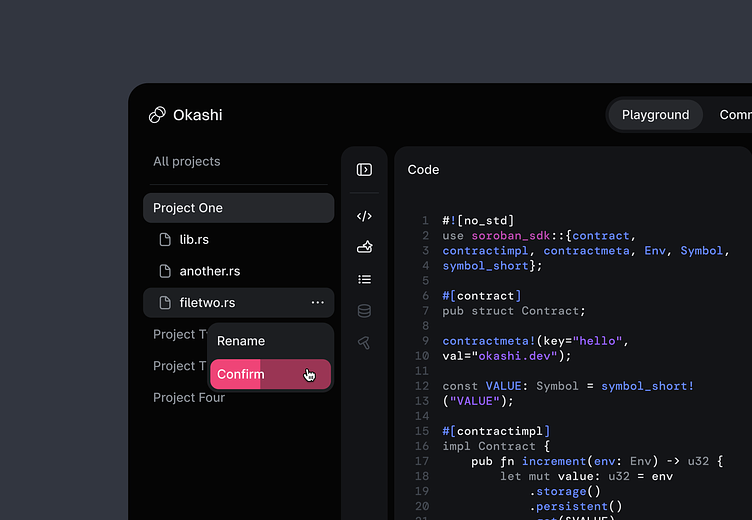 Okashi
Playground
Comm
All projects
Project One
lib.rs
another.rs
filetwo.rs
Project T
Rename
Project T
Confirm
Project Four
Code
1 #![no_std]
2 use soroban_sdk::{contract,
3 contractimpl, contractmeta, Env, Symbol,
4 symbol_short};
5
6 #[contract]
7 pub struct Contract;
8
9 contractmeta!(key="hello",
10 val="okashi.dev");
11
12 const VALUE: Symbol = symbol_short!
13 ("VALUE");
14
15 #[contractimpl]
16 impl Contract {
17 pub fn increment(env: Env) -> u32 {
18 let mut value: u32 = env
19 .storage()
20 .persistent()